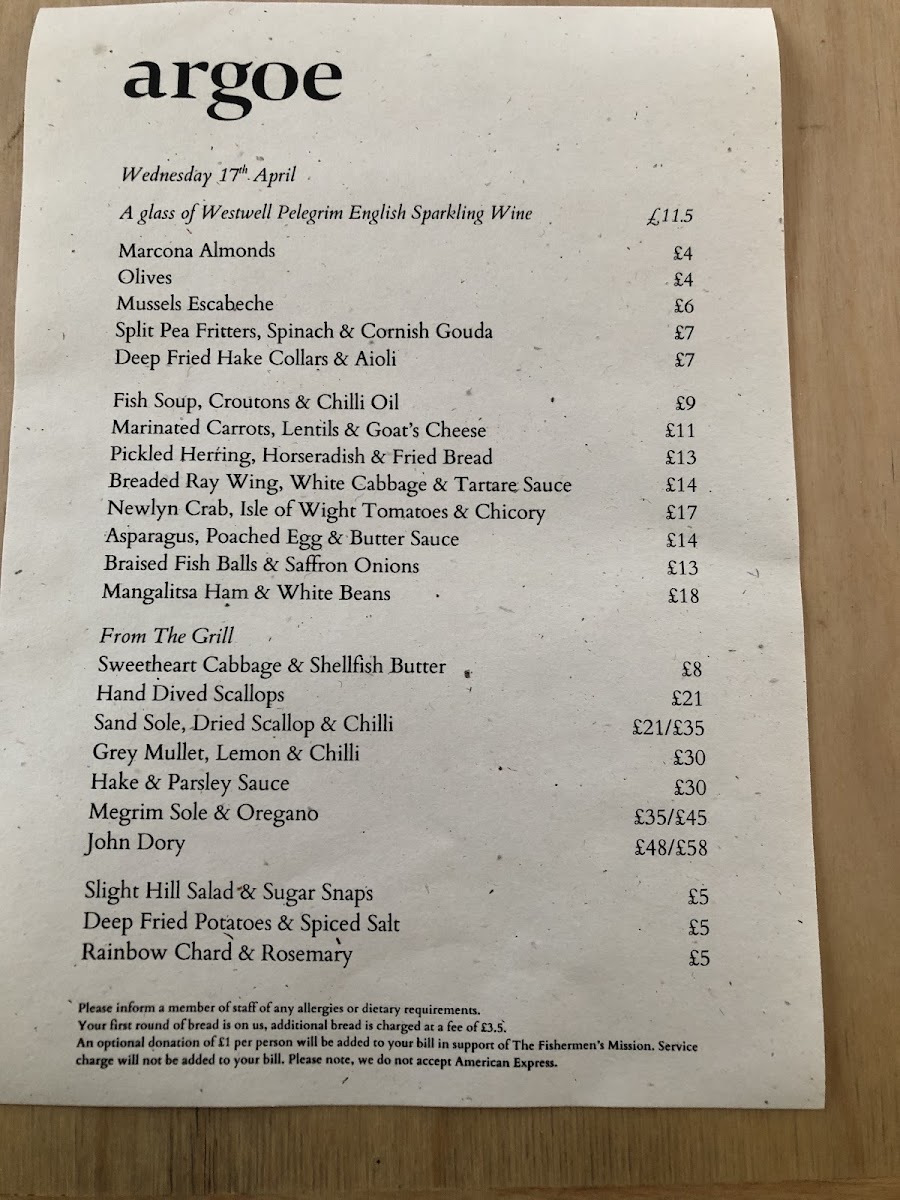 argoe
Wednesday 17th April
A glass of Westwell Pelegrim English Sparkling Wine £11.5
Marcona Almonds £4
Olives £4
Mussels Escabeche £6
Split Pea Fritters, Spinach & Cornish Gouda £7
Deep Fried Hake Collars & Aioli £7
Fish Soup, Croutons & Chilli Oil £9
Marinated Carrots, Lentils & Goat's Cheese £11
Pickled Herring, Horseradish & Fried Bread £13
Breaded Ray Wing, White Cabbage & Tartare Sauce £14
Newlyn Crab, Isle of Wight Tomatoes & Chicory £17
Asparagus, Poached Egg & Butter Sauce £14
Braised Fish Balls & Saffron Onions £13
Mangalitsa Ham & White Beans £18
From The Grill
Sweetheart Cabbage & Shellfish Butter £8
Hand Dived Scallops £21
Sand Sole, Dried Scallop & Chilli £21/£35
Grey Mullet, Lemon & Chilli £30
Hake & Parsley Sauce £30
Megrim Sole & Oregano £35/£45
John Dory £48/£58
Slight Hill Salad & Sugar Snaps £5
Deep Fried Potatoes & Spiced Salt £5
Rainbow Chard & Rosemary £5
Please inform a member of staff of any allergies or dietary requirements.
Your first round of bread is on us, additional bread is charged at a fee of £3.5.
An optional donation of £1 per person will be added to your bill in support of The Fishermen's Mission. Service
charge will not be added to your bill. Please note, we do not accept American Express.